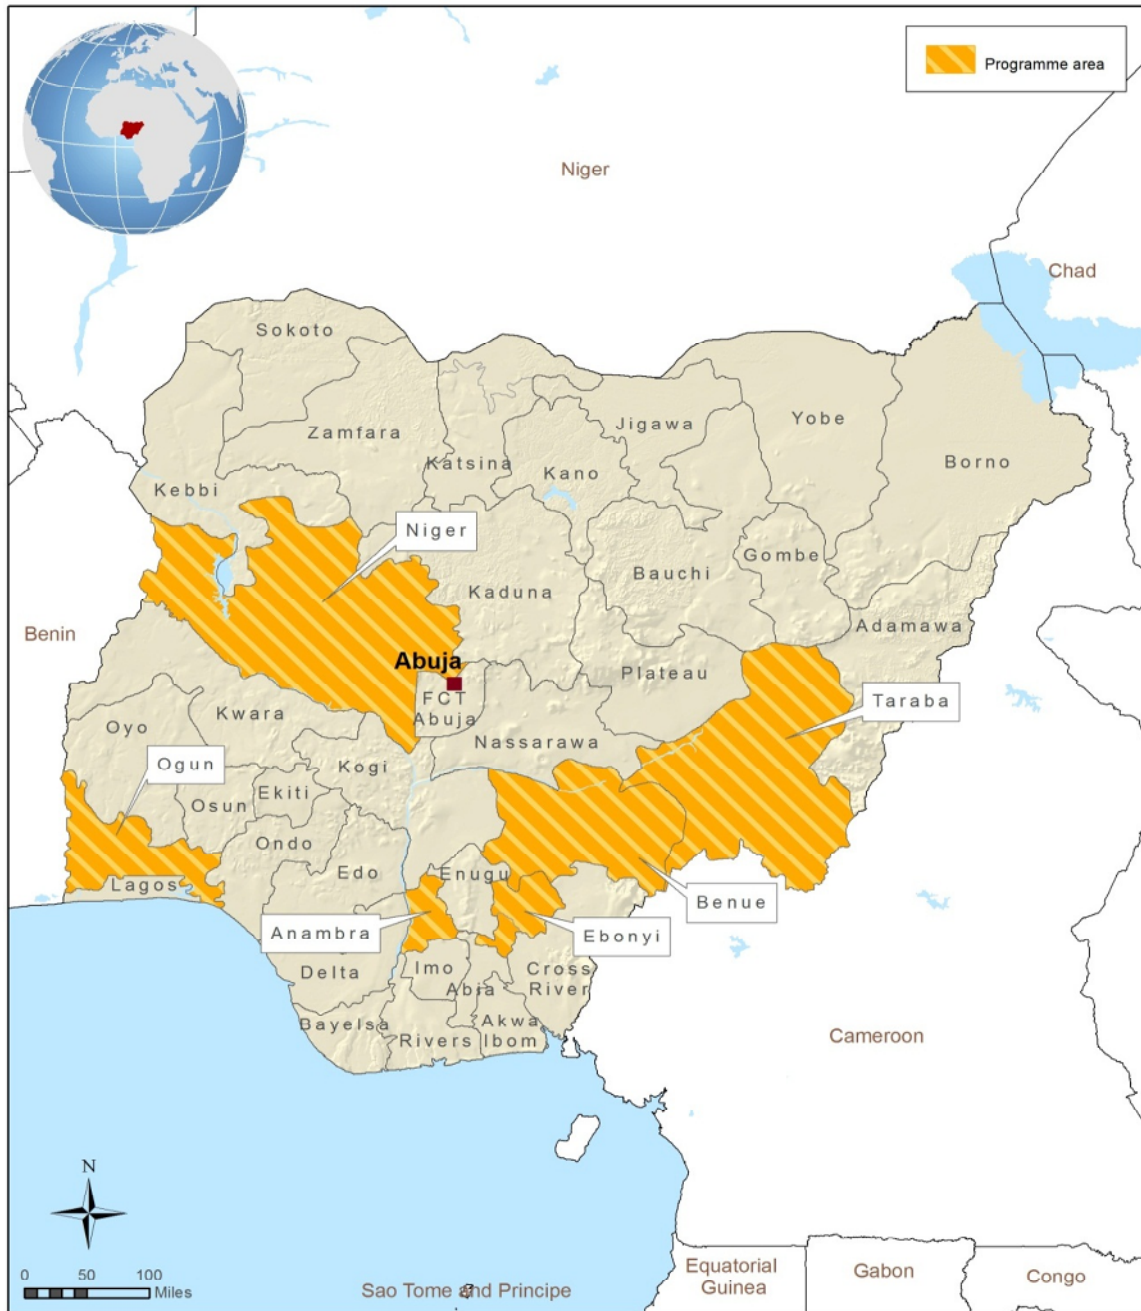 Programme area
Niger
Chad
Sokoto
Yobe
Jigawa
Zamfara
Katsina
Kano
Borno
Kebbi
Niger
Gombe
Bauchi
Kaduna
Adamawa
Benin
Abuja
Plateau
FCT
Abuja
Taraba
Kwara
Oyo
Nassarawa
Ogun
Kogi
Ekiti
Osun
Ondo
Edo
Enugu
Lagos
Benue
Anambra
Ebonyi
Delta
Imo
Cross
River
Abia
Bayelsa
Akwa
Ibom
Rivers
Cameroon
N
0 50 100
Miles
Sao Tome and Principe
Equatorial
Guinea
Gabon
Congo